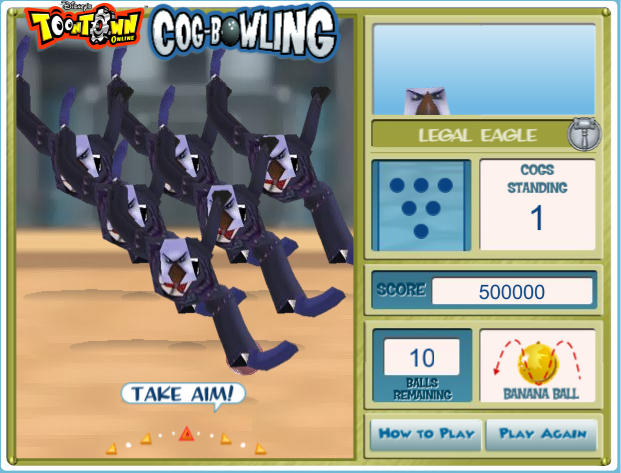 Disney's
TOONTOWN
ONLINE
COG-BOWLING
LEGAL EAGLE
COGS
STANDING
1
SCORE 500000
10
BALLS
REMAINING
BANANA BALL
TAKE AIM!
HOW TO PLAY PLAY AGAIN